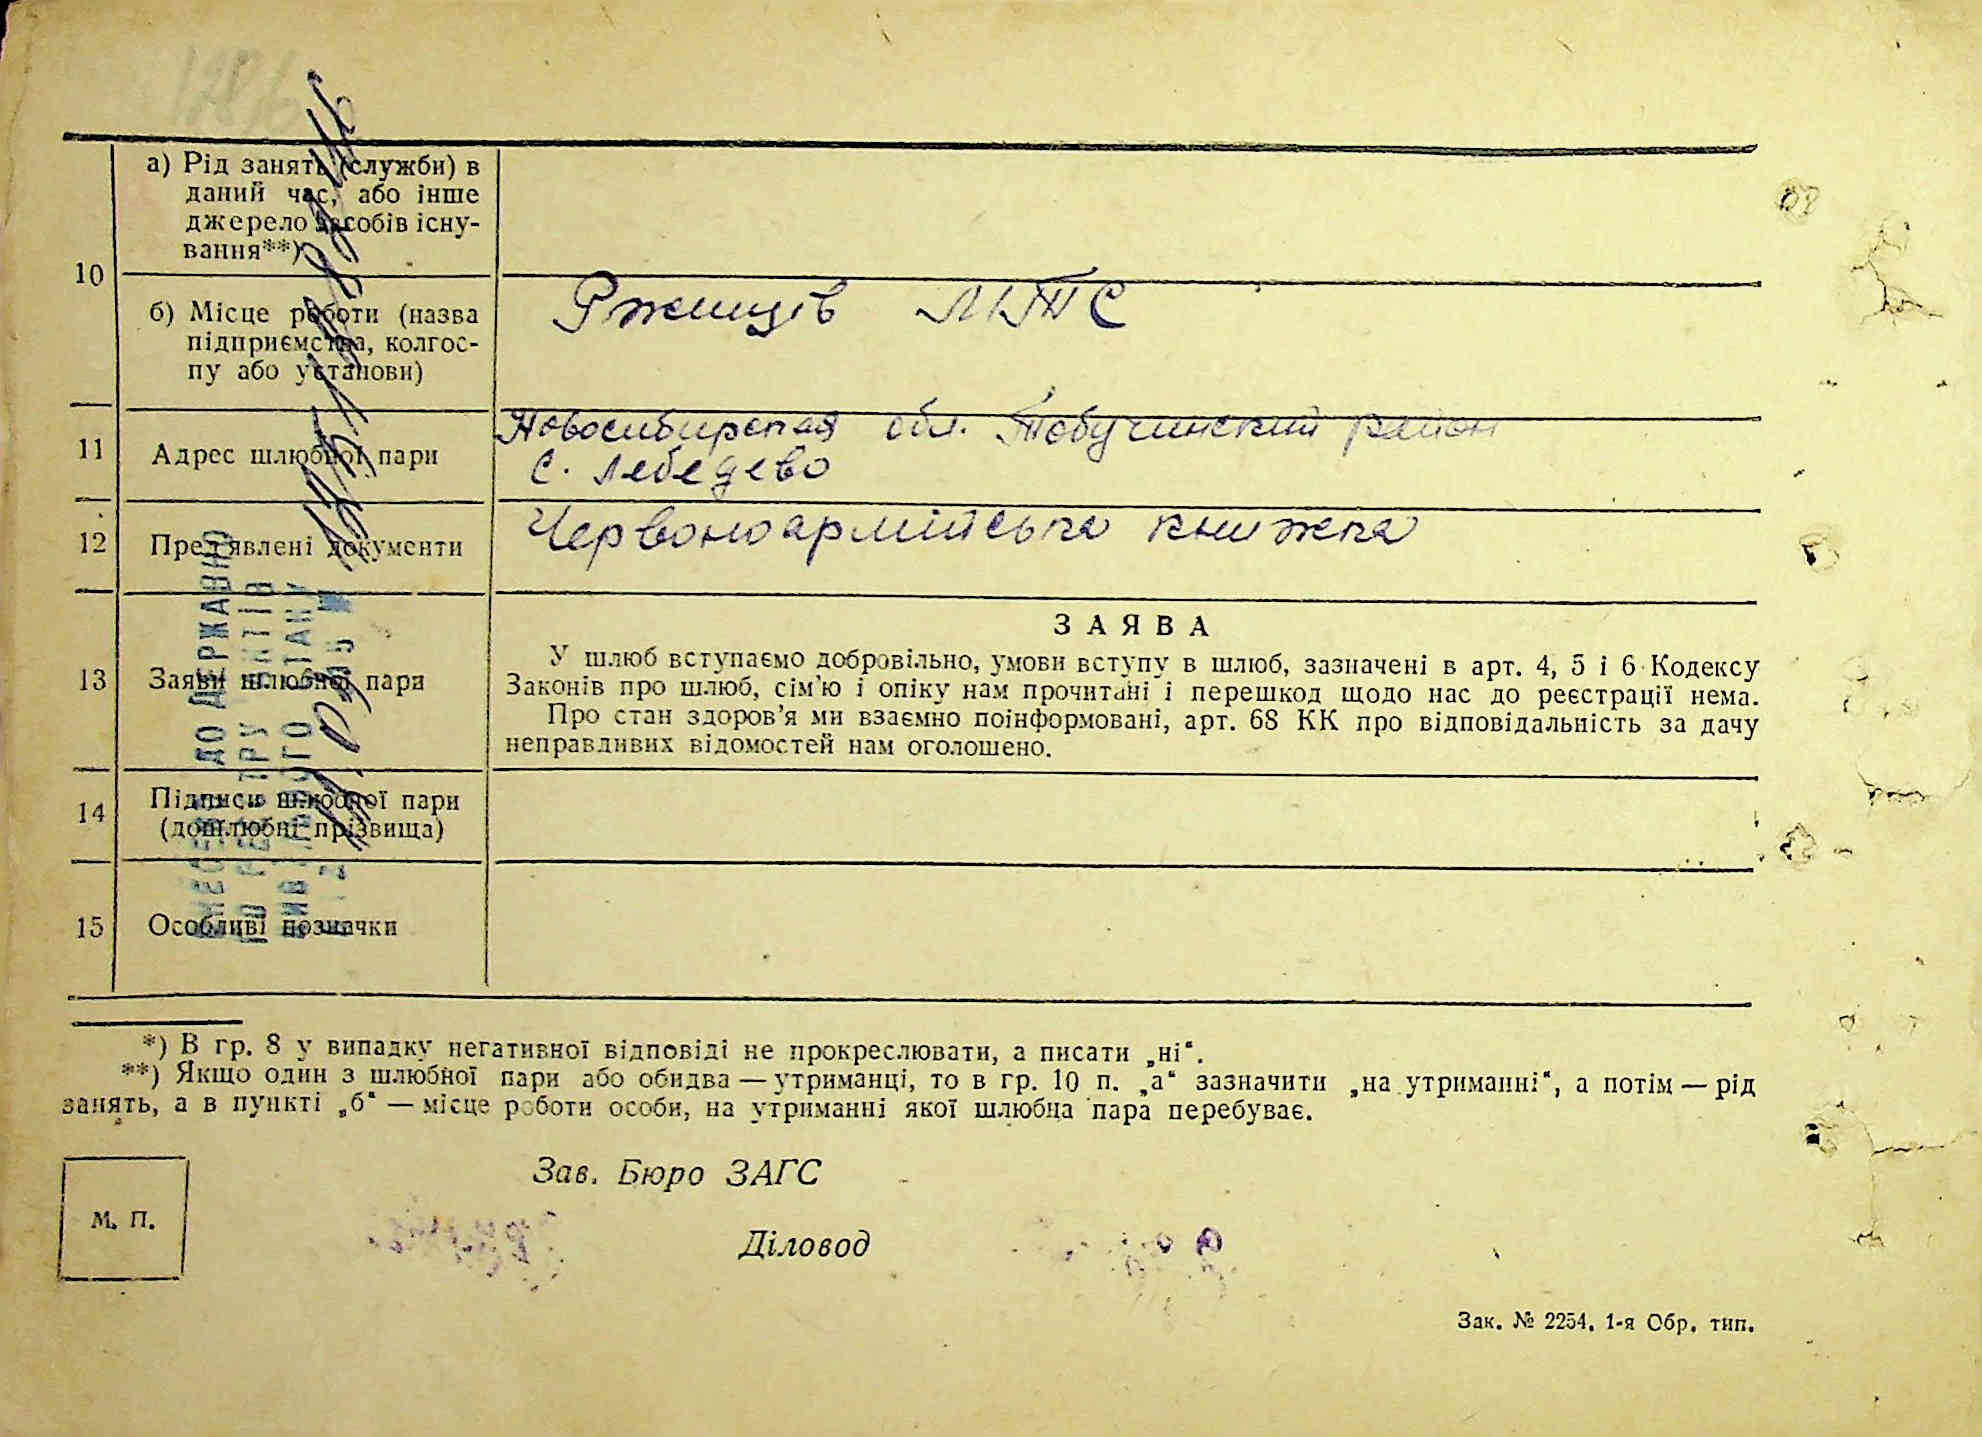 10
а) Рід занять (служби) в
даний час, або інше
джерело засобів існу-
вання**)
б) Місце роботи (назва
підприємства, колгос-
пу або установи)
Ржищів МТС
11
Адрес шлюбної пари
Новосибирская обл. Тобучинский район
с. Лебедево
12
Пред'явлені документи
Червоноармійська книжка
13
Заяви шлюбної пари
ЗАЯВА
У шлюб вступаємо добровільно, умови вступу в шлюб, зазначені в арт. 4, 5 і 6 Кодексу
Законів про шлюб, сім'ю і опіку нам прочитані і перешкод щодо нас до реєстрації нема.
Про стан здоров'я ми взаємно поінформовані, арт. 68 КК про відповідальність за дачу
неправдивих відомостей нам оголошено.
14
Підписи шлюбної пари
(дошлюбні прізвища)
15
Особливі позначки
ДО ДЕРЖАВНО
*) В гр. 8 у випадку негативної відповіді не прокреслювати, а писати „ні“.
**) Якщо один з шлюбної пари або обидва — утриманці, то в гр. 10 п. „а“ зазначити „на утриманні“, а потім — рід
занять, а в пункті „б“ — місце роботи особи, на утриманні якої шлюбна пара перебуває.
М. П.
Зав. Бюро ЗАГС
Діловод
Зак. № 2254. 1-я Обр. тип.